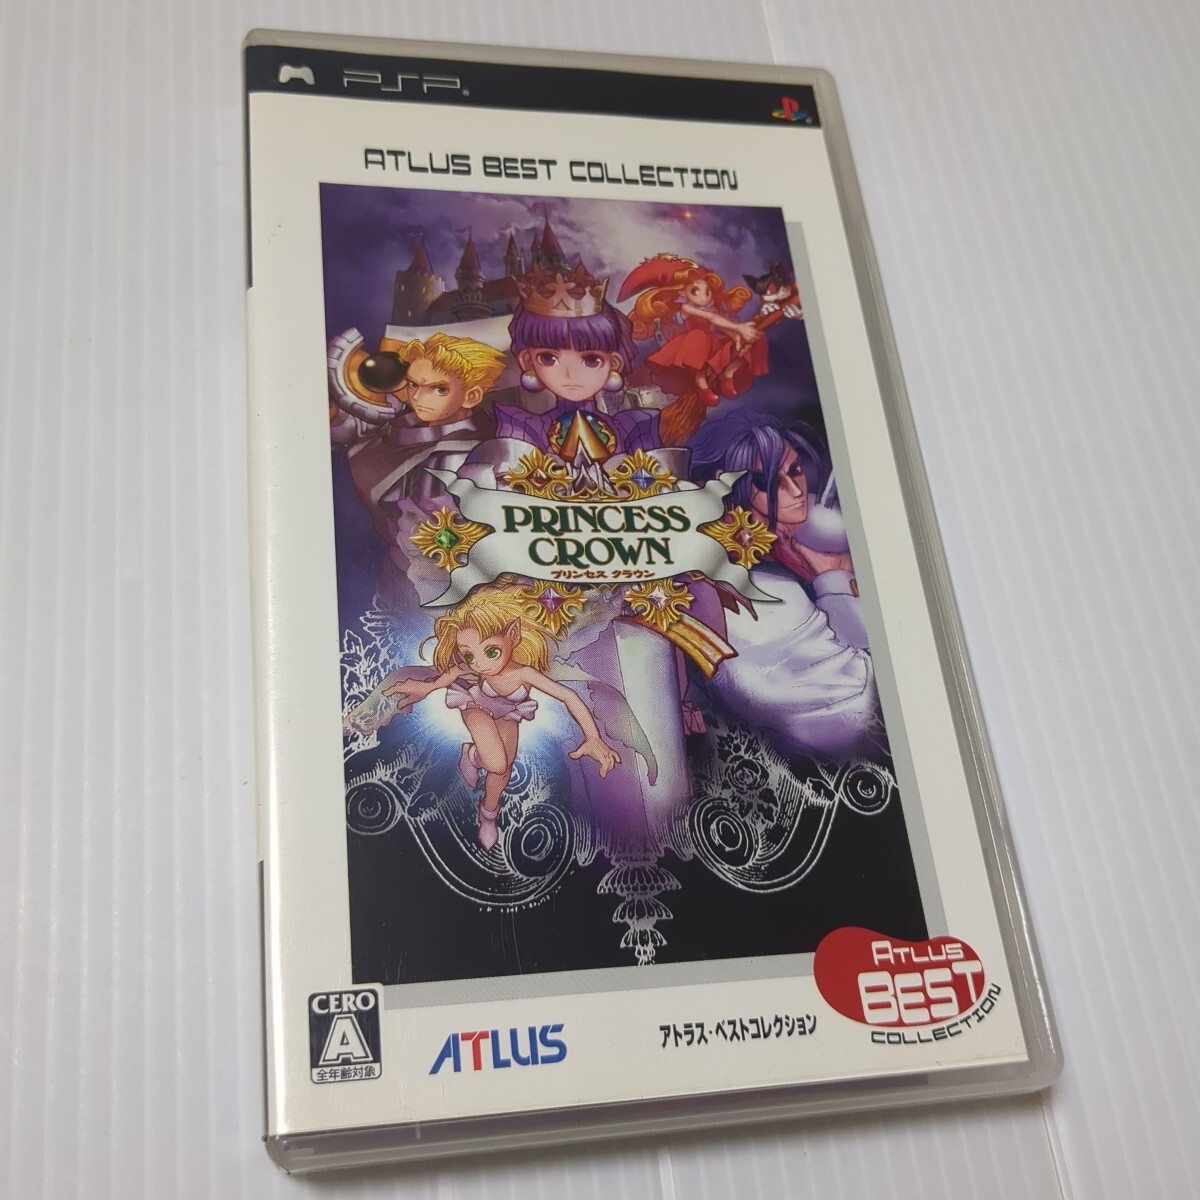 PSP
ATLUS BEST COLLECTION
PRINCESS
CROWN
プリンセス クラウン
CERO
A
全年齢対象
ATLUS
アトラス・ベストコレクション
ATLUS
BEST
COLLECTION